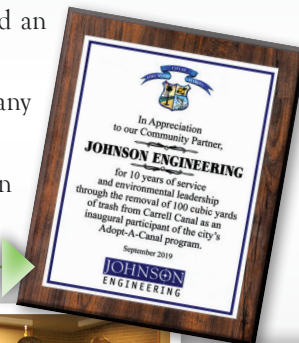 d an
any
n
In Appreciation
to our Community Partner,
JOHNSON ENGINEERING
for 10 years of service
and environmental leadership
through the removal of 100 cubic yards
of trash from Carrell Canal as an
inaugural participant of the city's
Adopt-A-Canal program.
September 2019
JOHNSON
ENGINEERING